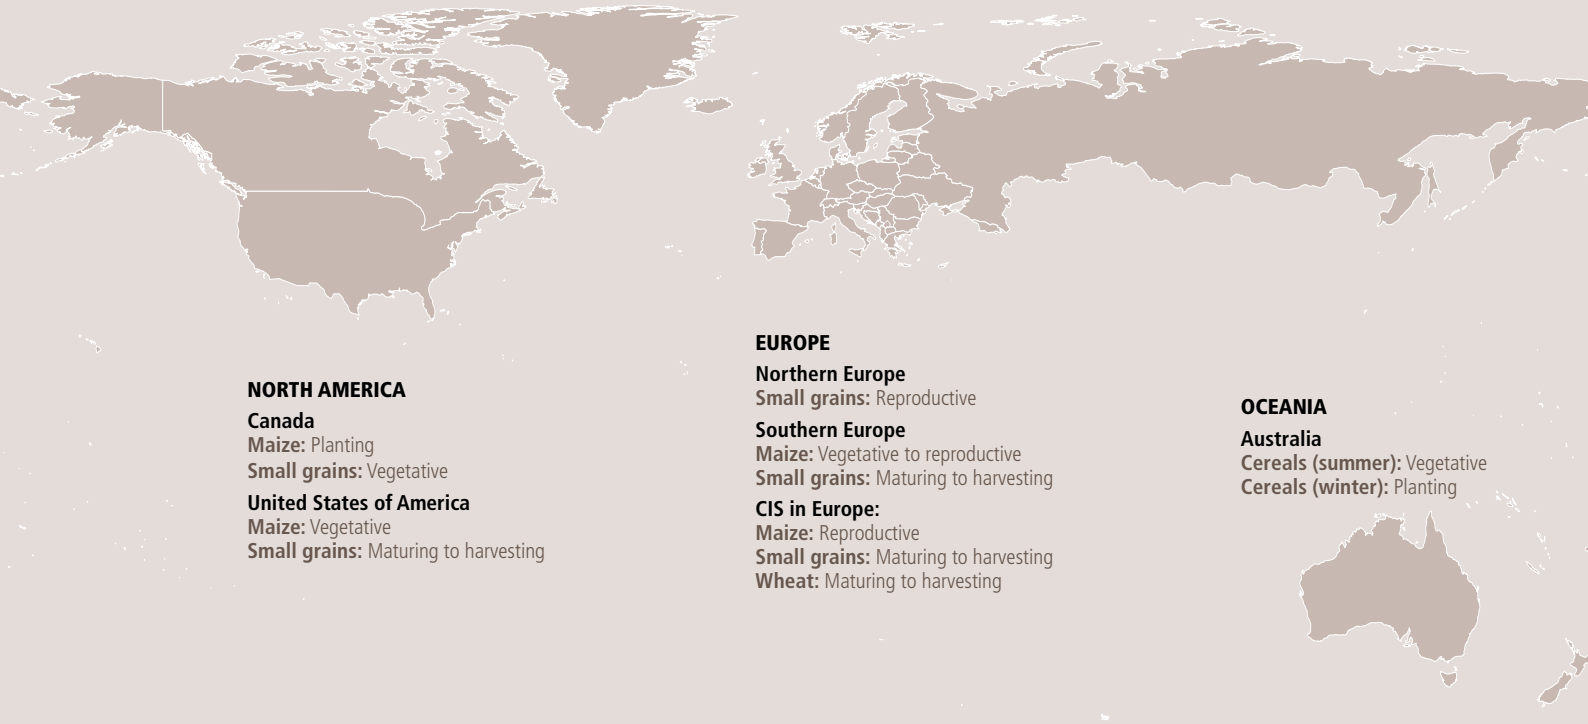 NORTH AMERICA
Canada
Maize: Planting
Small grains: Vegetative
United States of America
Maize: Vegetative
Small grains: Maturing to harvesting
EUROPE
Northern Europe
Small grains: Reproductive
Southern Europe
Maize: Vegetative to reproductive
Small grains: Maturing to harvesting
CIS in Europe:
Maize: Reproductive
Small grains: Maturing to harvesting
Wheat: Maturing to harvesting
OCEANIA
Australia
Cereals (summer): Vegetative
Cereals (winter): Planting